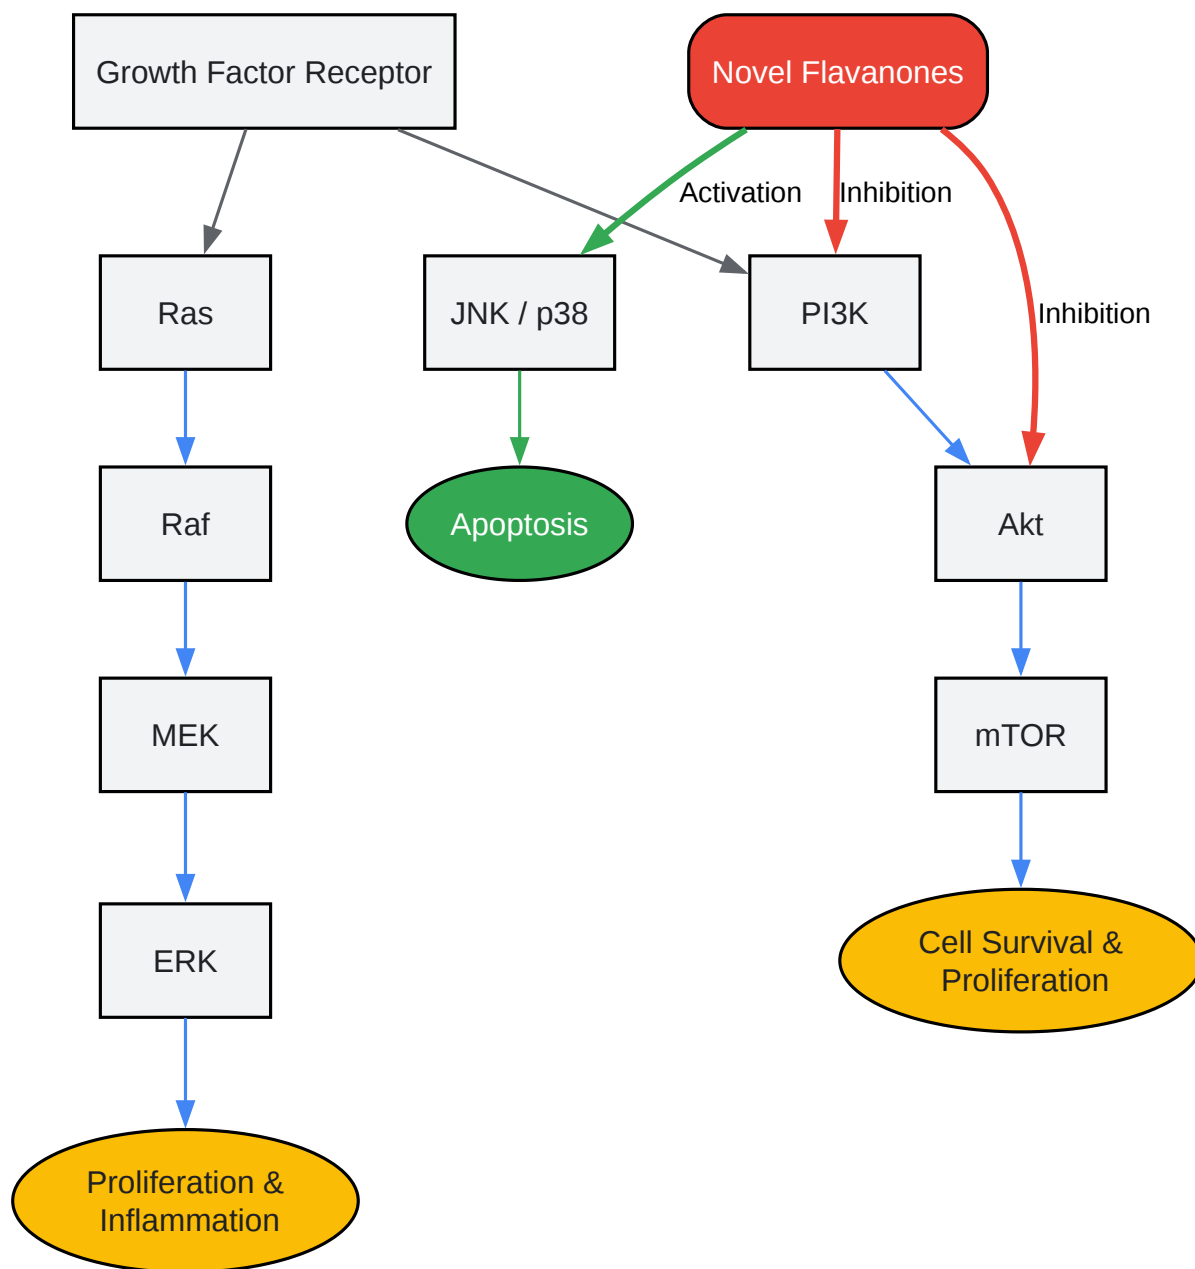 Growth Factor Receptor
Novel Flavanones
Activation
Inhibition
Ras
JNK / p38
PI3K
Inhibition
Raf
Apoptosis
Akt
MEK
mTOR
ERK
Cell Survival &
Proliferation
Proliferation &
Inflammation